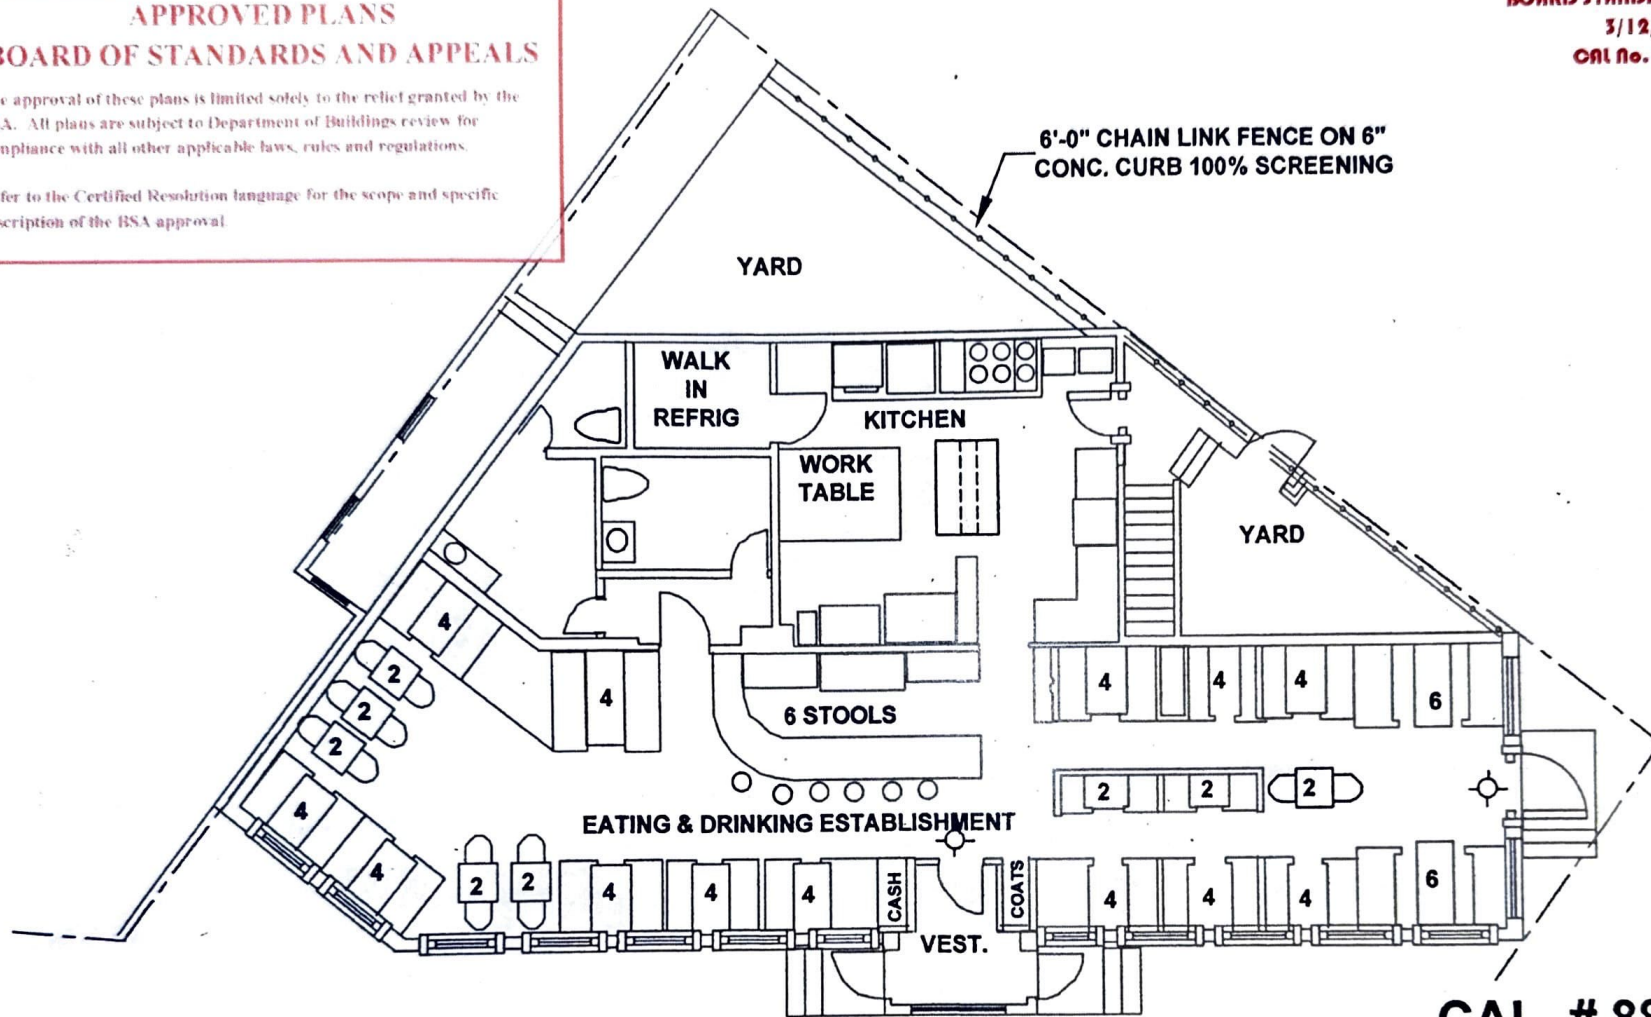 APPROVED PLANS
BOARD OF STANDARDS AND APPEALS
approval of these plans is limited solely to the relief granted by the
All plans are subject to Department of Buildings review for
with all other applicable laws, rules and regulations.
to the Certified Resolution language for the scope and specific
of the BSA approval
BOARD
3/12
CAL No.
6'-0" CHAIN LINK FENCE ON 6"
CONC. CURB 100% SCREENING
YARD
WALK
IN
REFRIG
KITCHEN
WORK
TABLE
YARD
4
2
2
2
4
6 STOOLS
4
4
4
6
2
2
2
EATING & DRINKING ESTABLISHMENT
4
4
2
2
4
4
4
CASH
COATS
VEST.
4
4
4
6
CAL. #